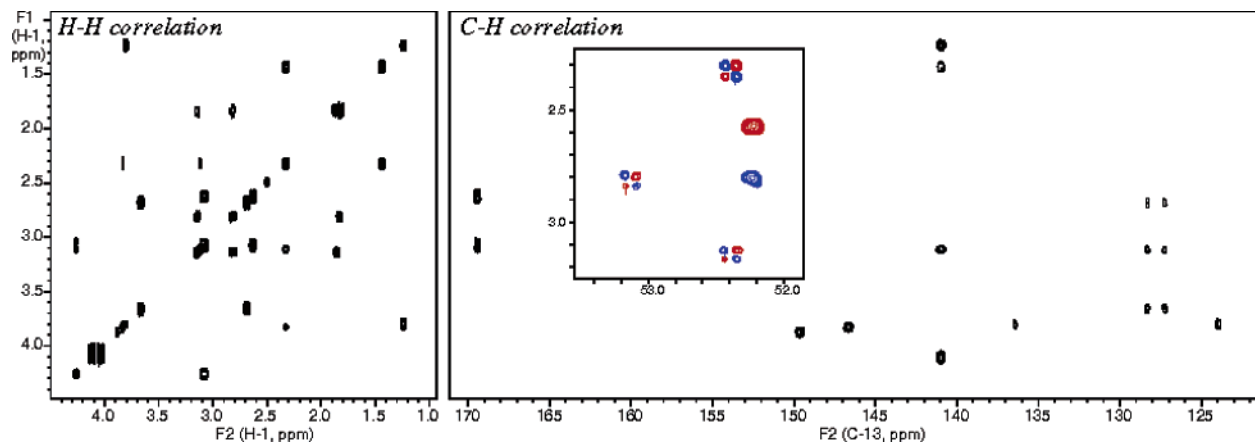 F1
(H-1,
ppm)
H-H correlation
1.5
2.0
2.5
3.0
3.5
4.0
4.0 3.5 3.0 2.5 2.0 1.5 1.0
F2 (H-1, ppm)
C-H correlation
2.5
3.0
53.0 52.0
170 165 160 155 150 145 140 135 130 125
F2 (C-13, ppm)